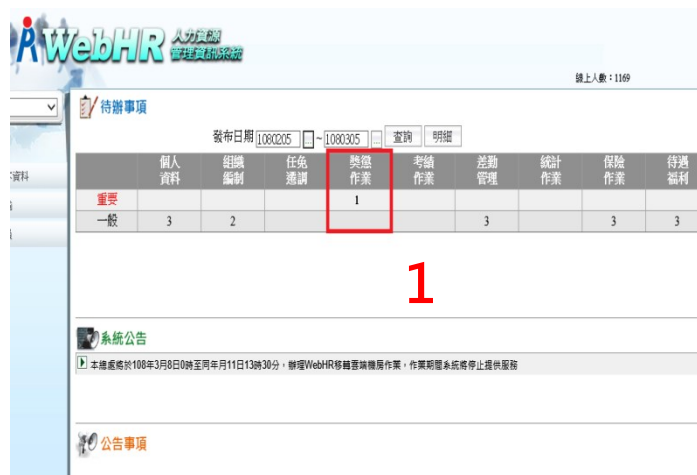 WebHR 人力資源
管理資訊系統
線上人數：1169
待辦事項
發布日期 1080205 ~ 1080305 查詢 明細
個人資料 組織編制 任免遷調 獎懲作業 考績作業 差勤管理 統計作業 保險作業 待遇福利
重要 1
一般 3 2 3 3 3
1
系統公告
本總處將於108年3月8日0時至同年月11日13時30分，辦理WebHR移轉雲端機房作業，作業期間系統將停止提供服務
公告事項
資料